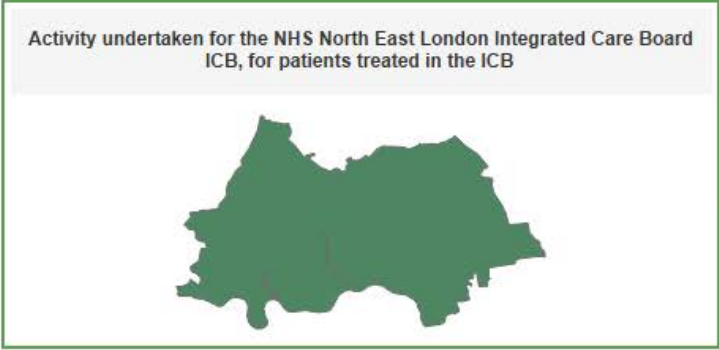 Activity undertaken for the NHS North East London Integrated Care Board
ICB, for patients treated in the ICB